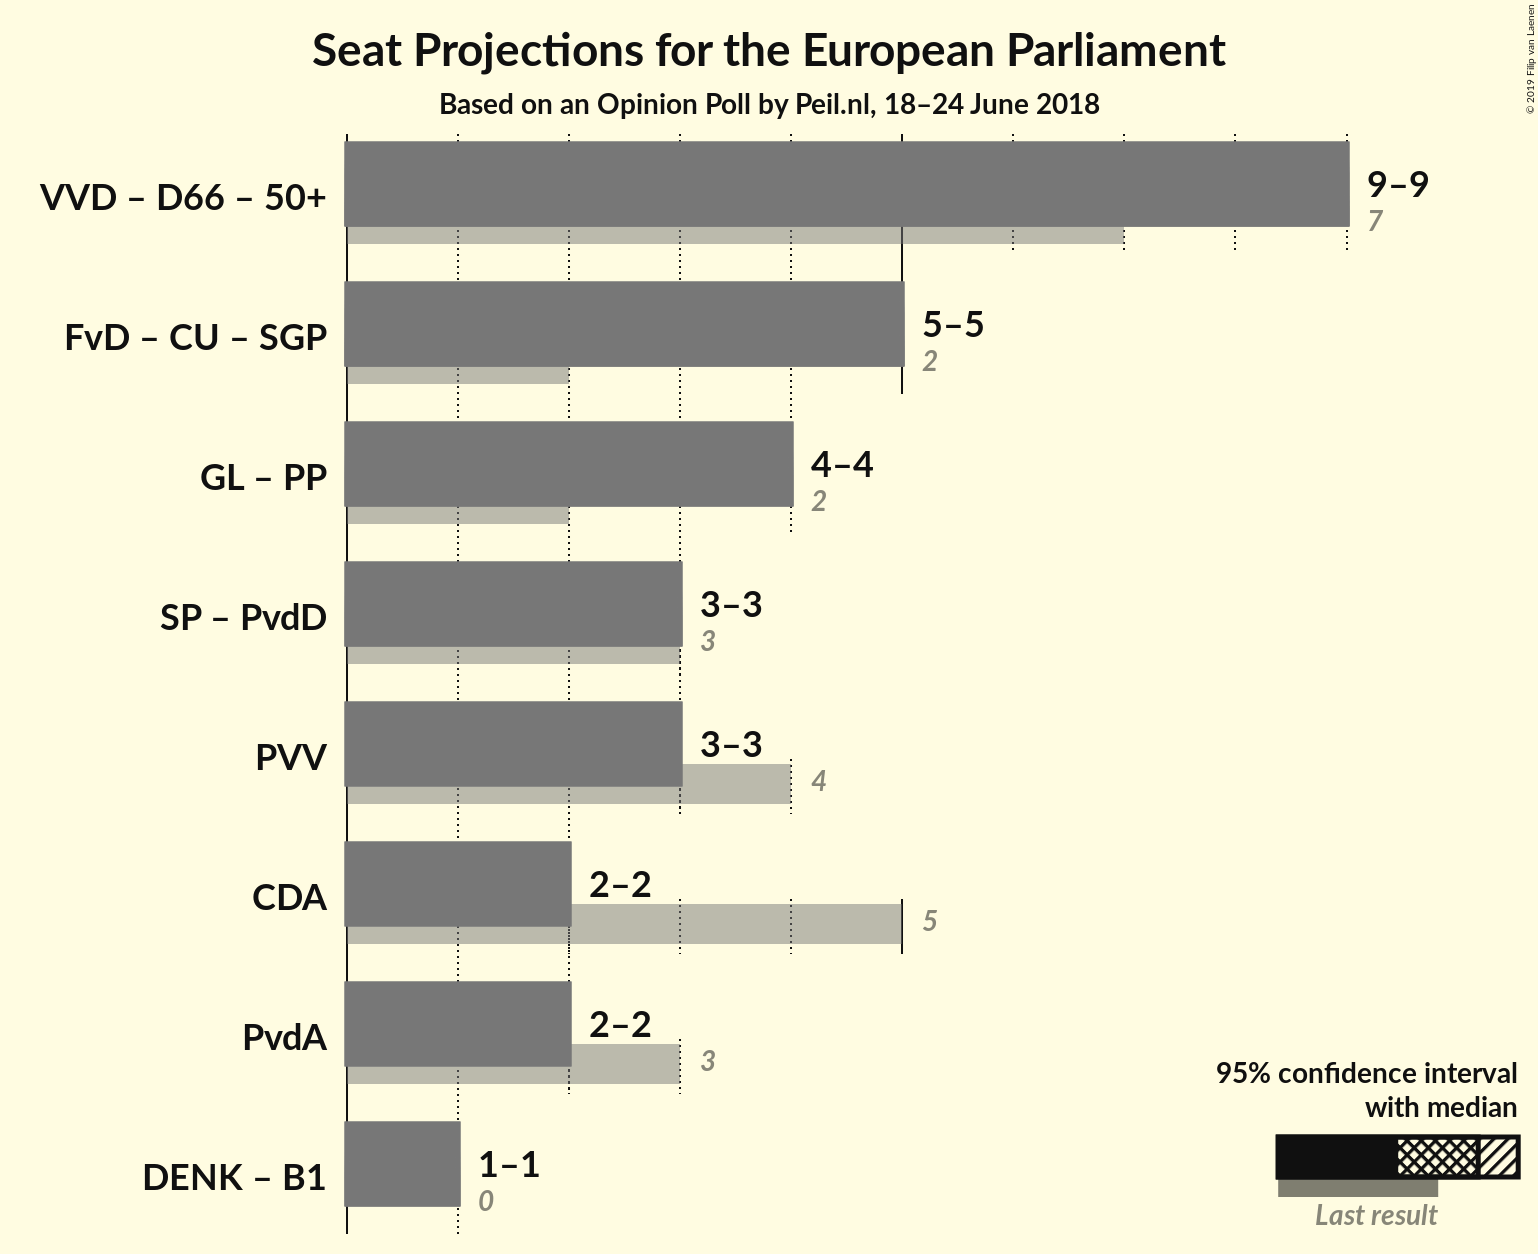 Seat Projections for the European Parliament
Based on an Opinion Poll by Peil.nl, 18–24 June 2018
© 2019 Filip van Laenen
VVD – D66 – 50+
9–9
7
FvD – CU – SGP
5–5
2
GL – PP
4–4
2
SP – PvdD
3–3
3
PVV
3–3
4
CDA
2–2
5
PvdA
2–2
3
DENK – B1
1–1
0
95% confidence interval
with median
Last result